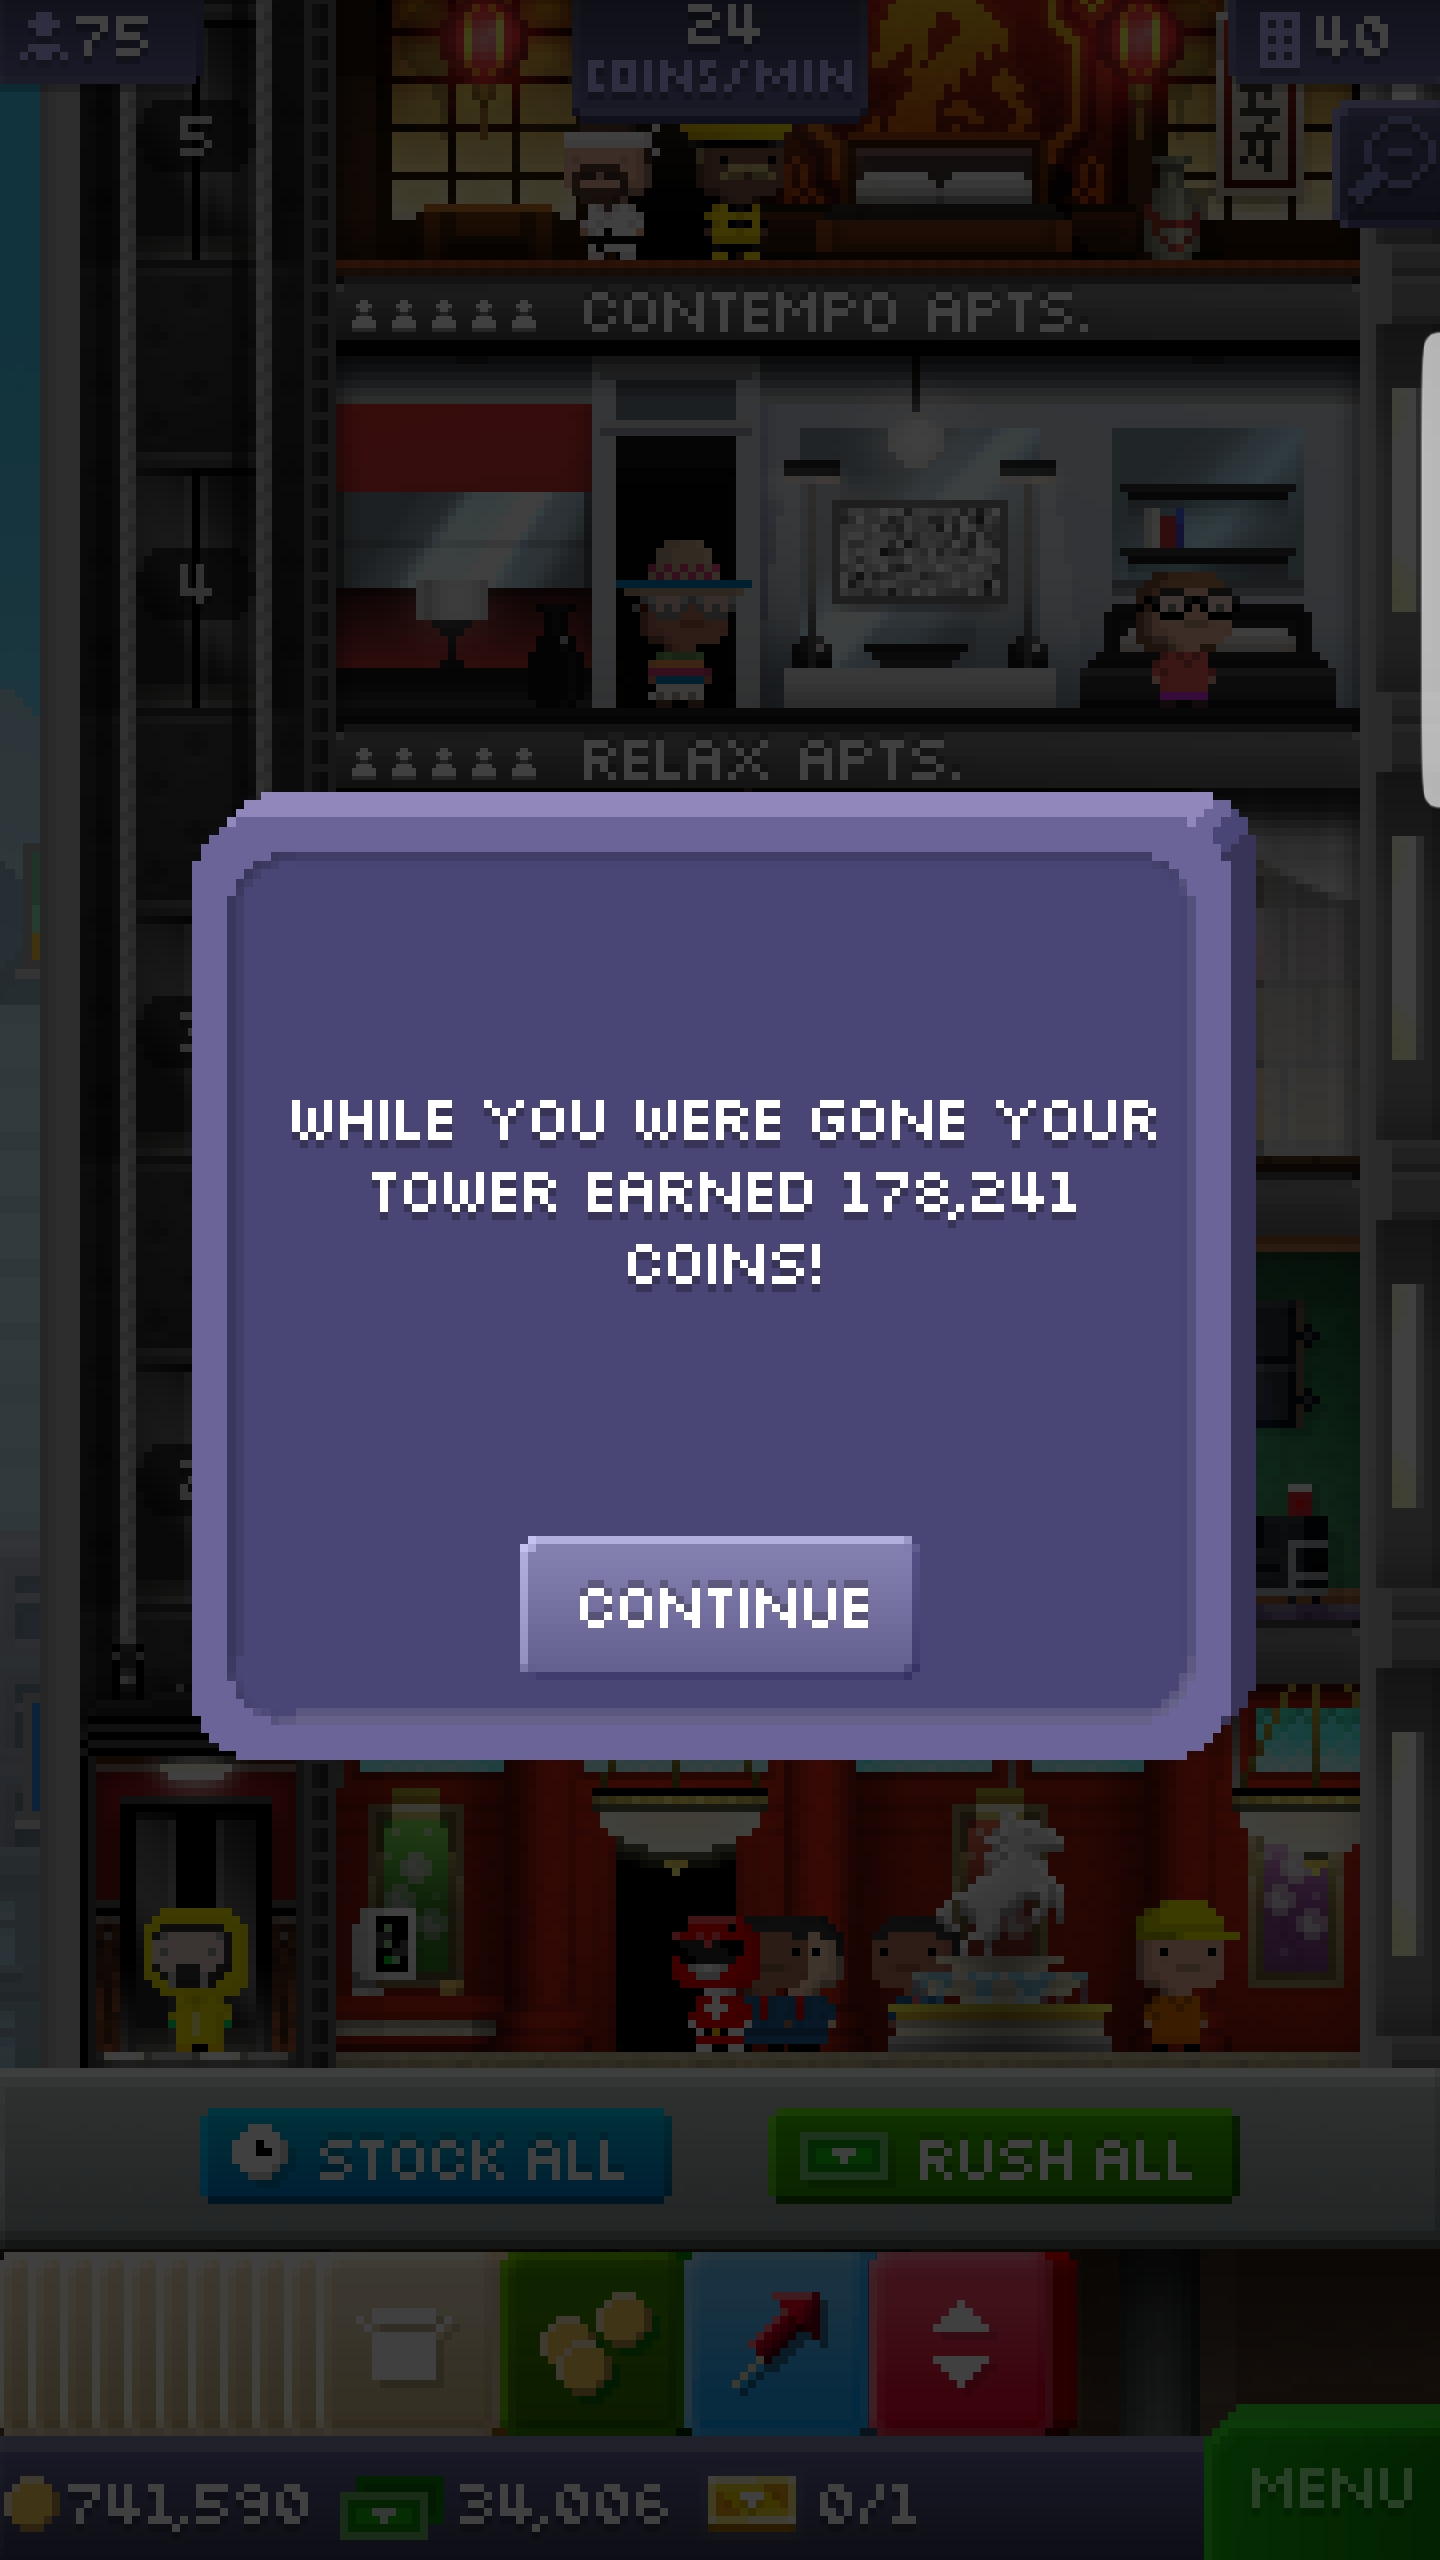 75
24
COINS/MIN
40
5
CONTEMPO APTS.
4
RELAX APTS.
WHILE YOU WERE GONE YOUR
TOWER EARNED 178,241
COINS!
CONTINUE
STOCK ALL
RUSH ALL
741,590
34,006
0/1
MENU